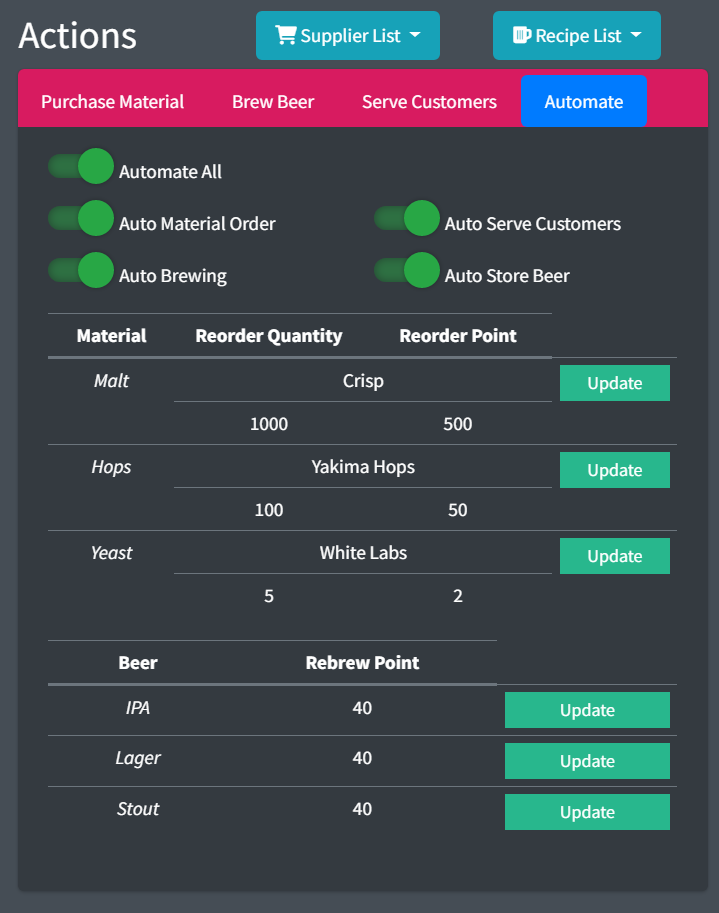 Actions
Supplier List
Recipe List
Purchase Material Brew Beer Serve Customers Automate
Automate All
Auto Material Order Auto Serve Customers
Auto Brewing Auto Store Beer
Material Reorder Quantity Reorder Point
Malt Crisp Update
1000 500
Hops Yakima Hops Update
100 50
Yeast White Labs Update
5 2
Beer Rebrew Point
IPA 40 Update
Lager 40 Update
Stout 40 Update